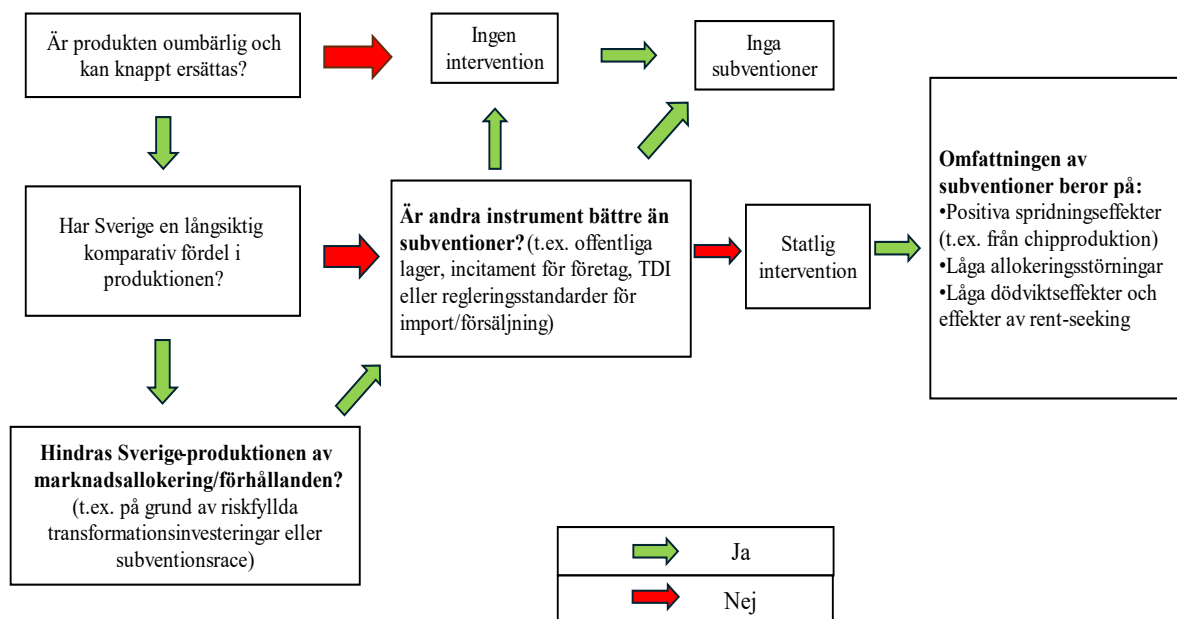 Är produkten oumbärlig och
kan knappt ersättas?
Ingen
intervention
Inga
subventioner
Har Sverige en långsiktig
komparativ fördel i
produktionen?
Är andra instrument bättre än
subventioner? (t.ex. offentliga
lager, incitament för företag, TDI
eller regleringsstandarder för
import/försäljning)
Statlig
intervention
Omfattningen av
subventioner beror på:
•Positiva spridningseffekter
(t.ex. från chipproduktion)
•Låga allokeringsstörningar
•Låga dödviktseffekter och
effekter av rent-seeking
Hindras Sverige-produktionen av
marknadsallokering/förhållanden?
(t.ex. på grund av riskfyllda
transformationsinvesteringar eller
subventionsrace)
Ja
Nej